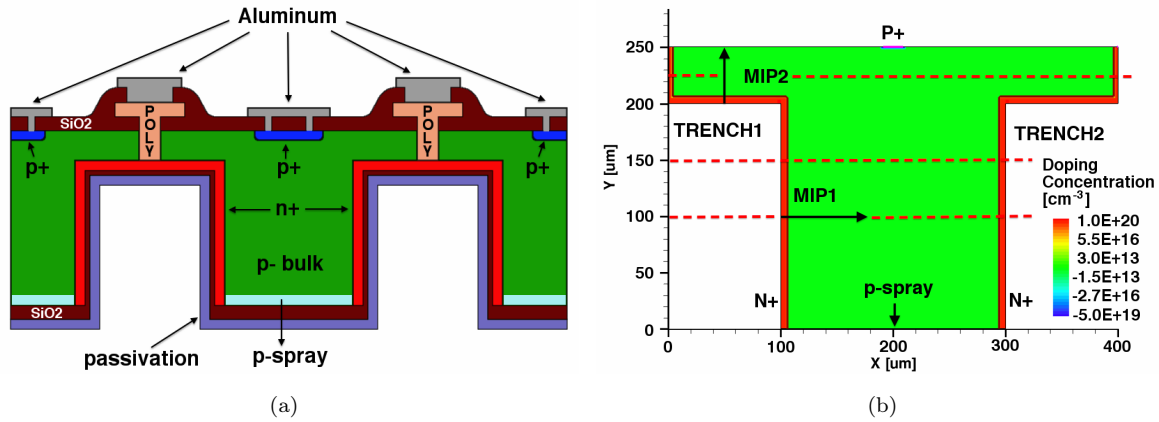 Aluminum
SiO2
POLY
POLY
p+
p+
p+
n+
p- bulk
SiO2
passivation
p-spray
(a)
P+
250
200
150
100
50
0
Y [um]
MIP2
TRENCH1
TRENCH2
MIP1
p-spray
N+
N+
Doping
Concentration
[cm-3]
1.0E+20
5.5E+16
3.0E+13
-1.5E+13
-2.7E+16
-5.0E+19
0
100
200
300
400
X [um]
(b)